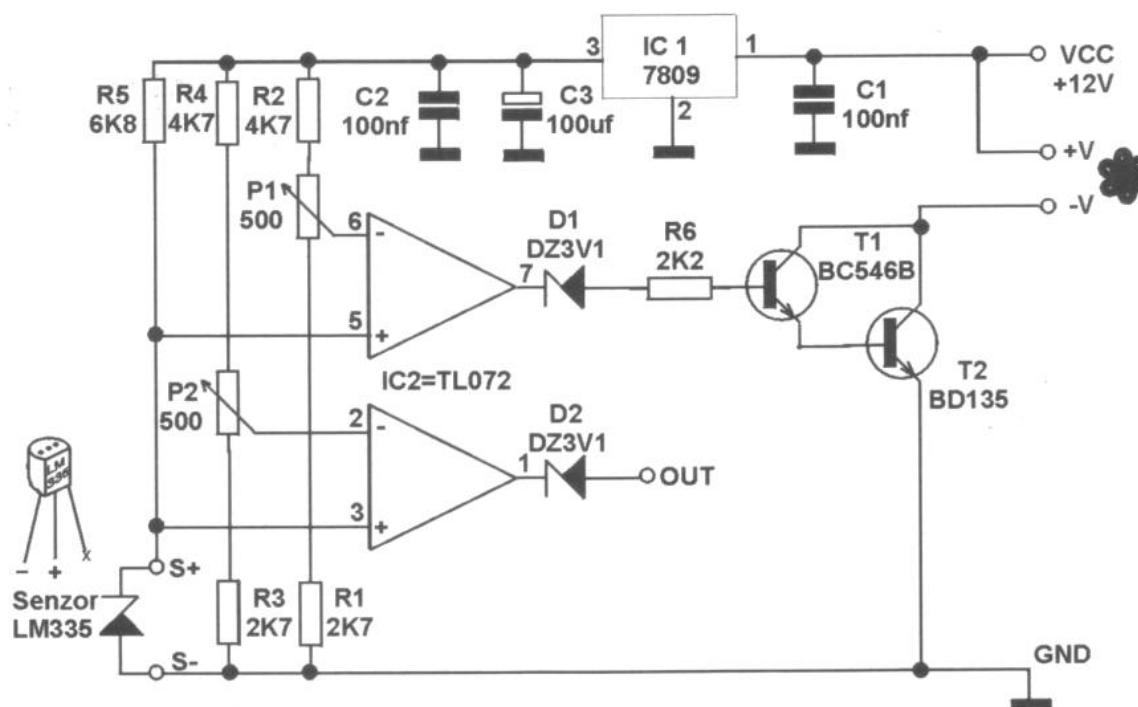 3
IC 1
7809
1
2
VCC
+12V
R5
6K8
R4
4K7
R2
4K7
C2
100nf
C3
100uf
C1
100nf
+V
-V
P1
500
6
-
5
+
7
D1
DZ3V1
R6
2K2
T1
BC546B
T2
BD135
IC2=TL072
P2
500
2
-
3
+
1
D2
DZ3V1
OUT
LM
335
- + x
S+
Senzor
LM335
S-
R3
2K7
R1
2K7
GND